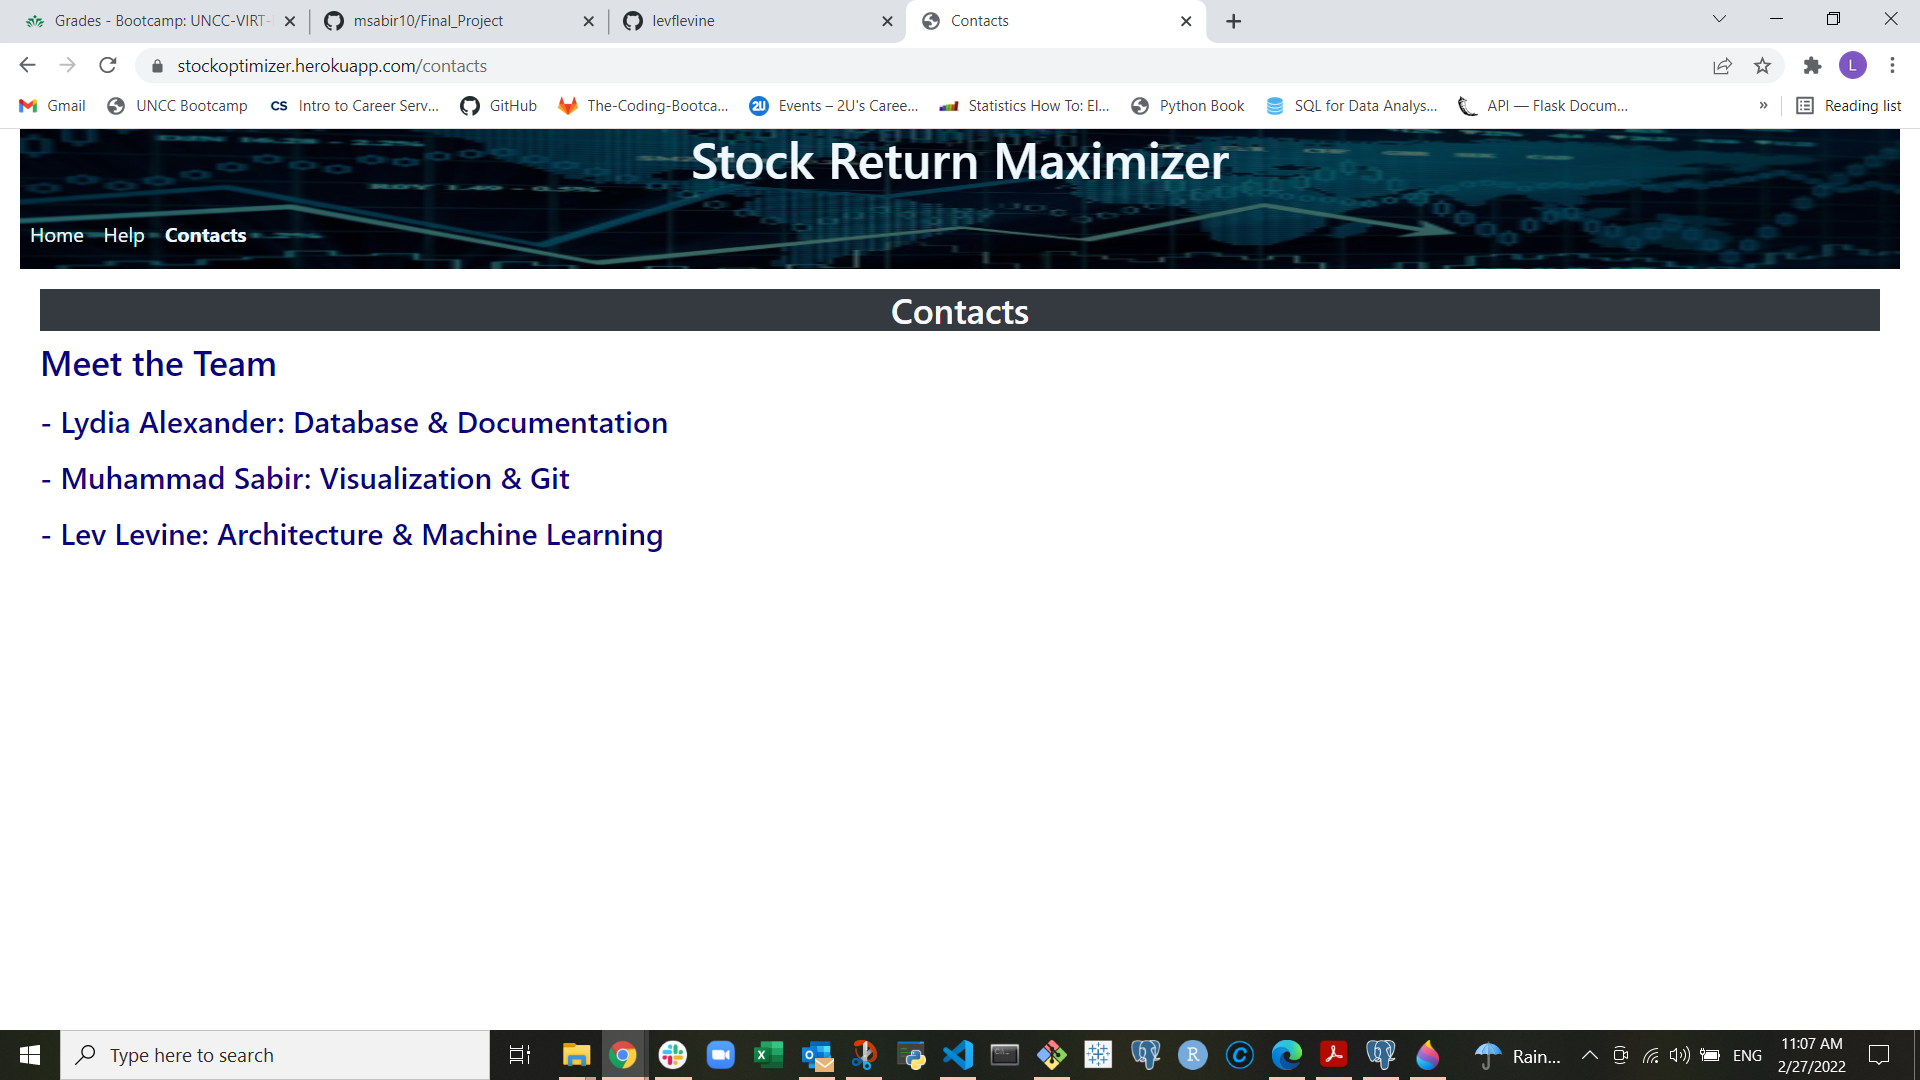 Grades - Bootcamp: UNCC-VIRT-
msabir10/Final_Project
levflevine
Contacts
stockoptimizer.herokuapp.com/contacts
L
Gmail
UNCC Bootcamp
CS Intro to Career Serv...
GitHub
The-Coding-Bootca...
2U Events – 2U's Caree...
Statistics How To: El...
Python Book
SQL for Data Analys...
API — Flask Docum...
»
Reading list
Stock Return Maximizer
Home Help Contacts
Contacts
Meet the Team
- Lydia Alexander: Database & Documentation
- Muhammad Sabir: Visualization & Git
- Lev Levine: Architecture & Machine Learning
Type here to search
Rain...
ENG
11:07 AM
2/27/2022